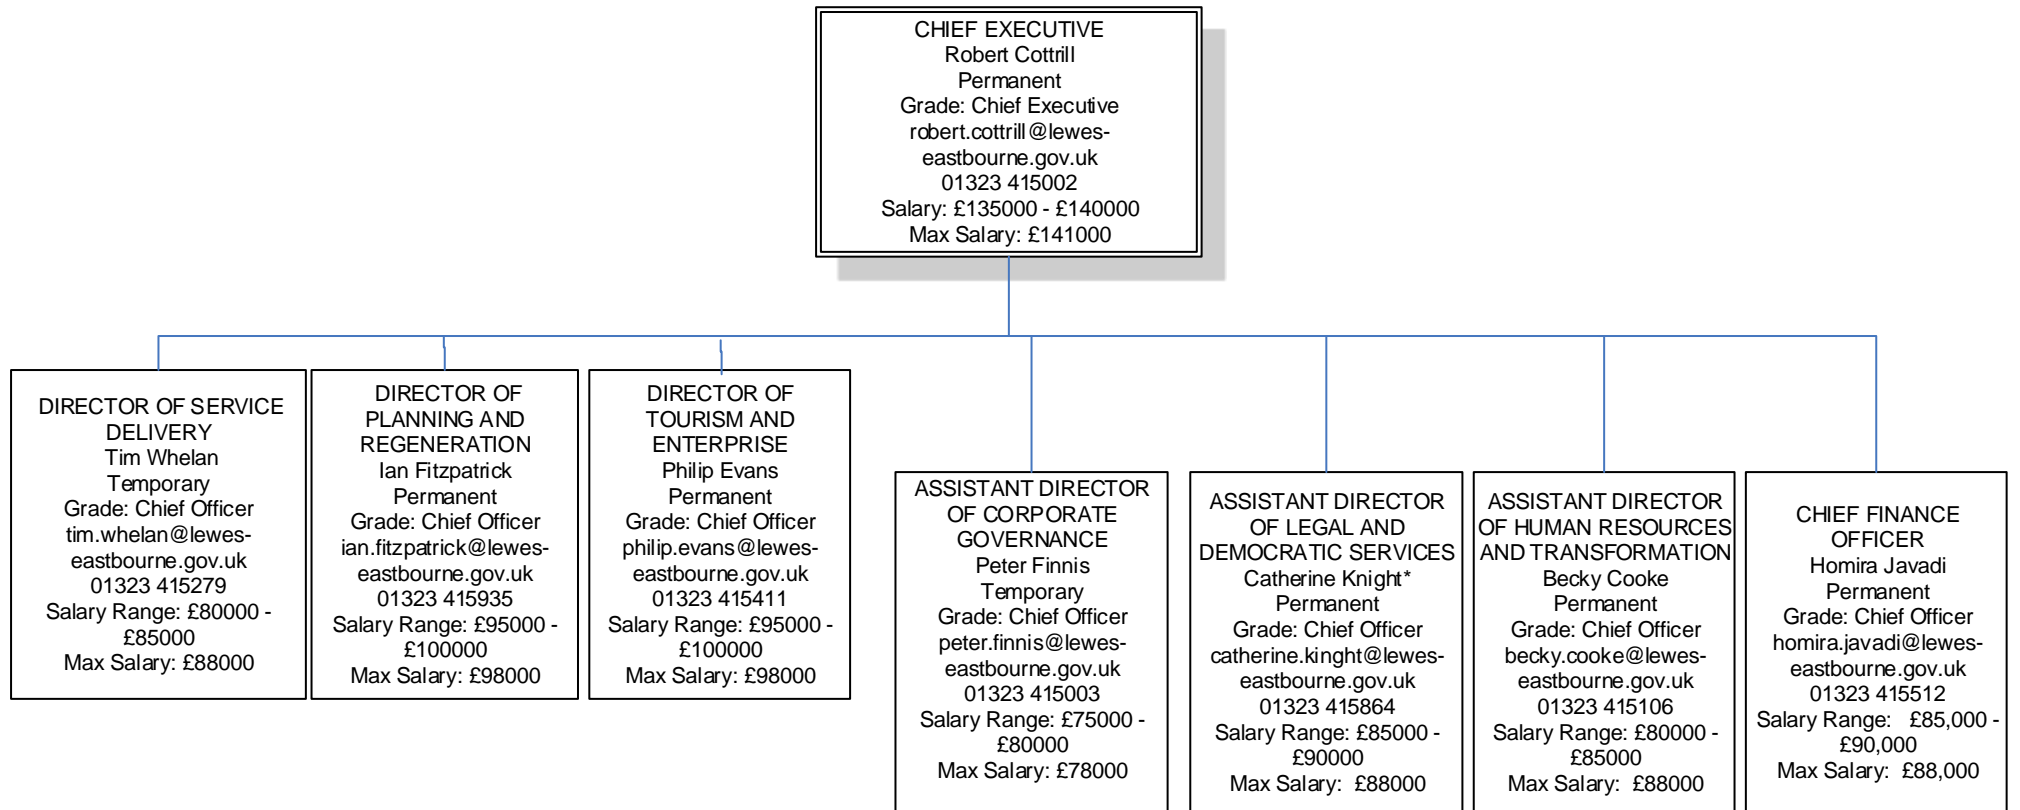 CHIEF EXECUTIVE
Robert Cottrill
Permanent
Grade: Chief Executive
robert.cottrill@lewes-
eastbourne.gov.uk
01323 415002
Salary: £135000 - £140000
Max Salary: £141000
DIRECTOR OF SERVICE
DELIVERY
Tim Whelan
Temporary
Grade: Chief Officer
tim.whelan@lewes-
eastbourne.gov.uk
01323 415279
Salary Range: £80000 -
£85000
Max Salary: £88000
DIRECTOR OF
PLANNING AND
REGENERATION
Ian Fitzpatrick
Permanent
Grade: Chief Officer
ian.fitzpatrick@lewes-
eastbourne.gov.uk
01323 415935
Salary Range: £95000 -
£100000
Max Salary: £98000
DIRECTOR OF
TOURISM AND
ENTERPRISE
Philip Evans
Permanent
Grade: Chief Officer
philip.evans@lewes-
eastbourne.gov.uk
01323 415411
Salary Range: £95000 -
£100000
Max Salary: £98000
ASSISTANT DIRECTOR
OF CORPORATE
GOVERNANCE
Peter Finnis
Temporary
Grade: Chief Officer
peter.finnis@lewes-
eastbourne.gov.uk
01323 415003
Salary Range: £75000 -
£80000
Max Salary: £78000
ASSISTANT DIRECTOR
OF LEGAL AND
DEMOCRATIC SERVICES
Catherine Knight*
Permanent
Grade: Chief Officer
catherine.kinght@lewes-
eastbourne.gov.uk
01323 415864
Salary Range: £85000 -
£90000
Max Salary: £88000
ASSISTANT DIRECTOR
OF HUMAN RESOURCES
AND TRANSFORMATION
Becky Cooke
Permanent
Grade: Chief Officer
becky.cooke@lewes-
eastbourne.gov.uk
01323 415106
Salary Range: £80000 -
£85000
Max Salary: £88000
CHIEF FINANCE
OFFICER
Homira Javadi
Permanent
Grade: Chief Officer
homira.javadi@lewes-
eastbourne.gov.uk
01323 415512
Salary Range: £85,000 -
£90,000
Max Salary: £88,000